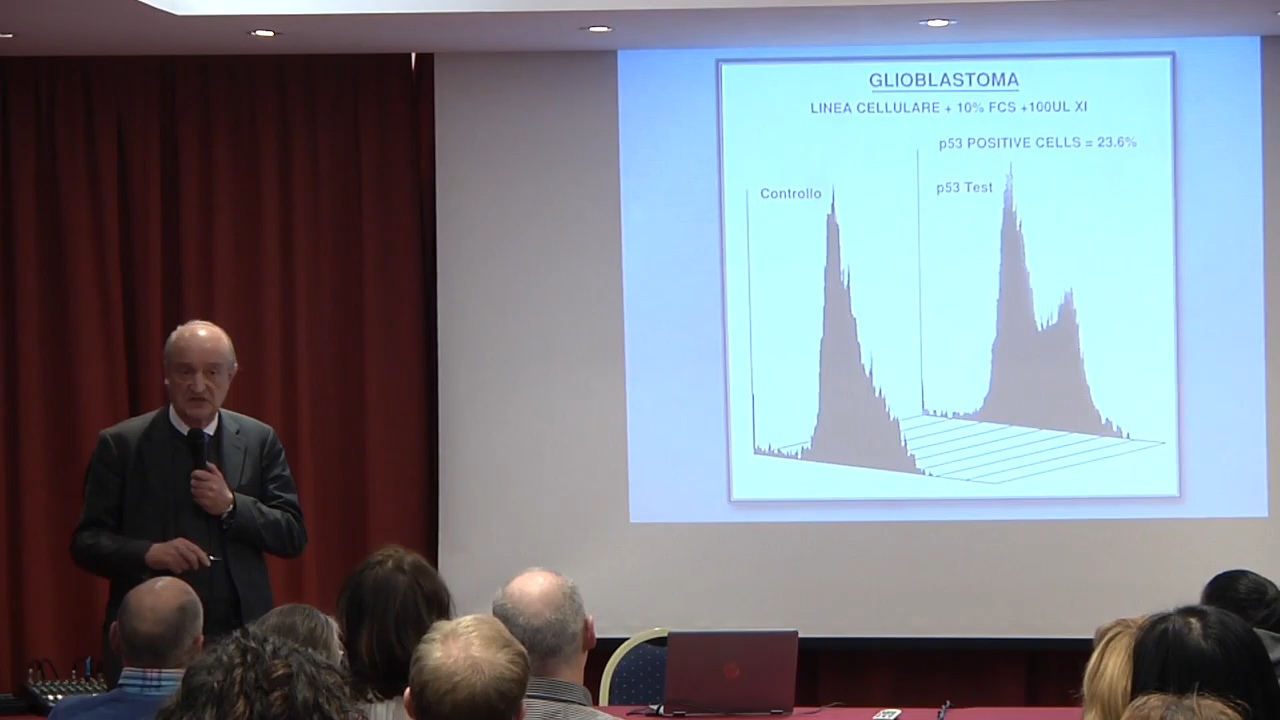 GLIOBLASTOMA
LINEA CELLULARE + 10% FCS +100UL XI
p53 POSITIVE CELLS = 23.6%
Controllo
p53 Test